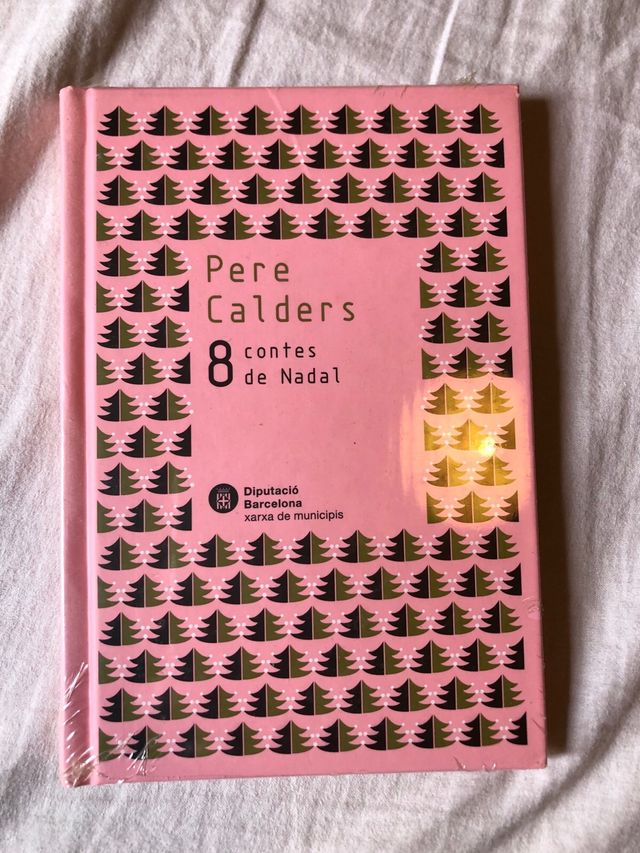 Pere
Calders
8 contes
de Nadal
Diputació
Barcelona
xarxa de municipis